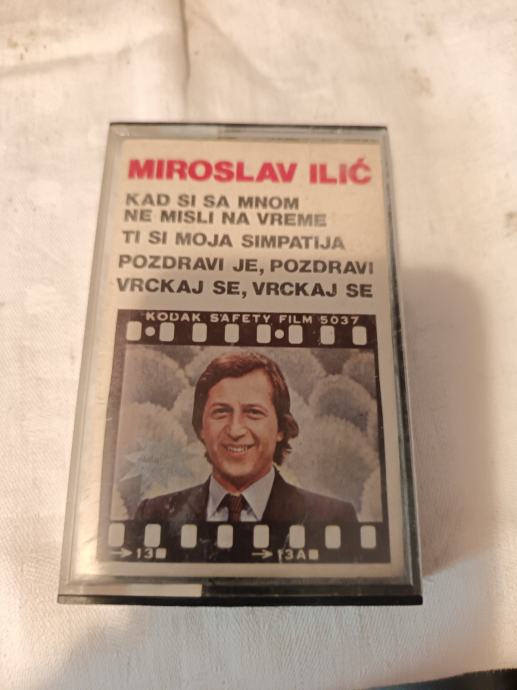 MIROSLAV ILIĆ
KAD SI SA MNOM
NE MISLI NA VREME
TI SI MOJA SIMPATIJA
POZDRAVI JE, POZDRAVI
VRCKAJ SE, VRCKAJ SE
KODAK SAFETY FILM 5037
→13
→13A